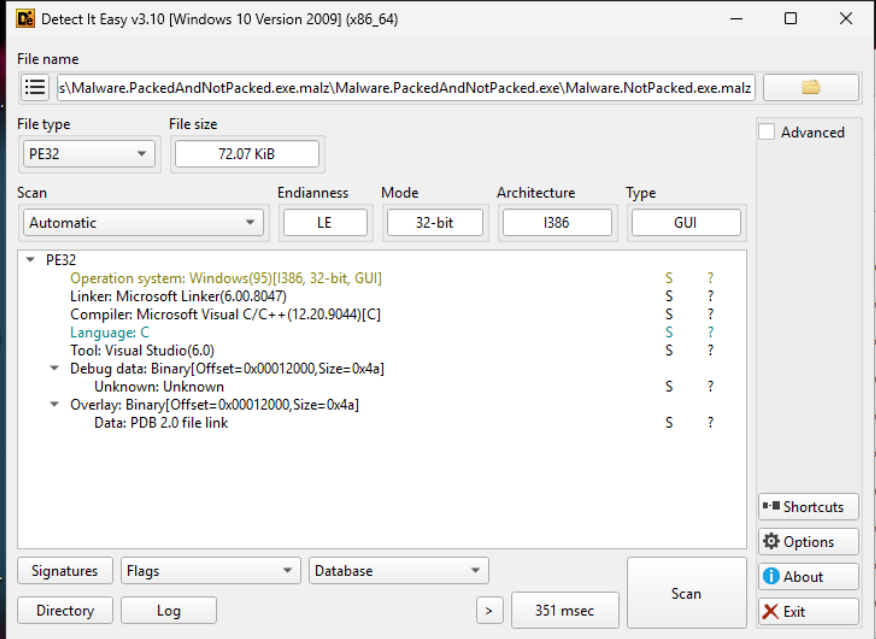 Detect It Easy v3.10 [Windows 10 Version 2009] (x86_64)
File name
s\Malware.PackedAndNotPacked.exe.malz\Malware.PackedAndNotPacked.exe\Malware.NotPacked.exe.malz
File type File size
PE32 72.07 KiB Advanced
Scan Endianness Mode Architecture Type
Automatic LE 32-bit I386 GUI
PE32
Operation system: Windows(95)[I386, 32-bit, GUI] S ?
Linker: Microsoft Linker(6.00.8047) S ?
Compiler: Microsoft Visual C/C++(12.20.9044)[C] S ?
Language: C S ?
Tool: Visual Studio(6.0) S ?
Debug data: Binary[Offset=0x00012000,Size=0x4a]
Unknown: Unknown S ?
Overlay: Binary[Offset=0x00012000,Size=0x4a]
Data: PDB 2.0 file link S ?
Shortcuts
Options
Signatures Flags Database Scan About
Directory Log > 351 msec Exit